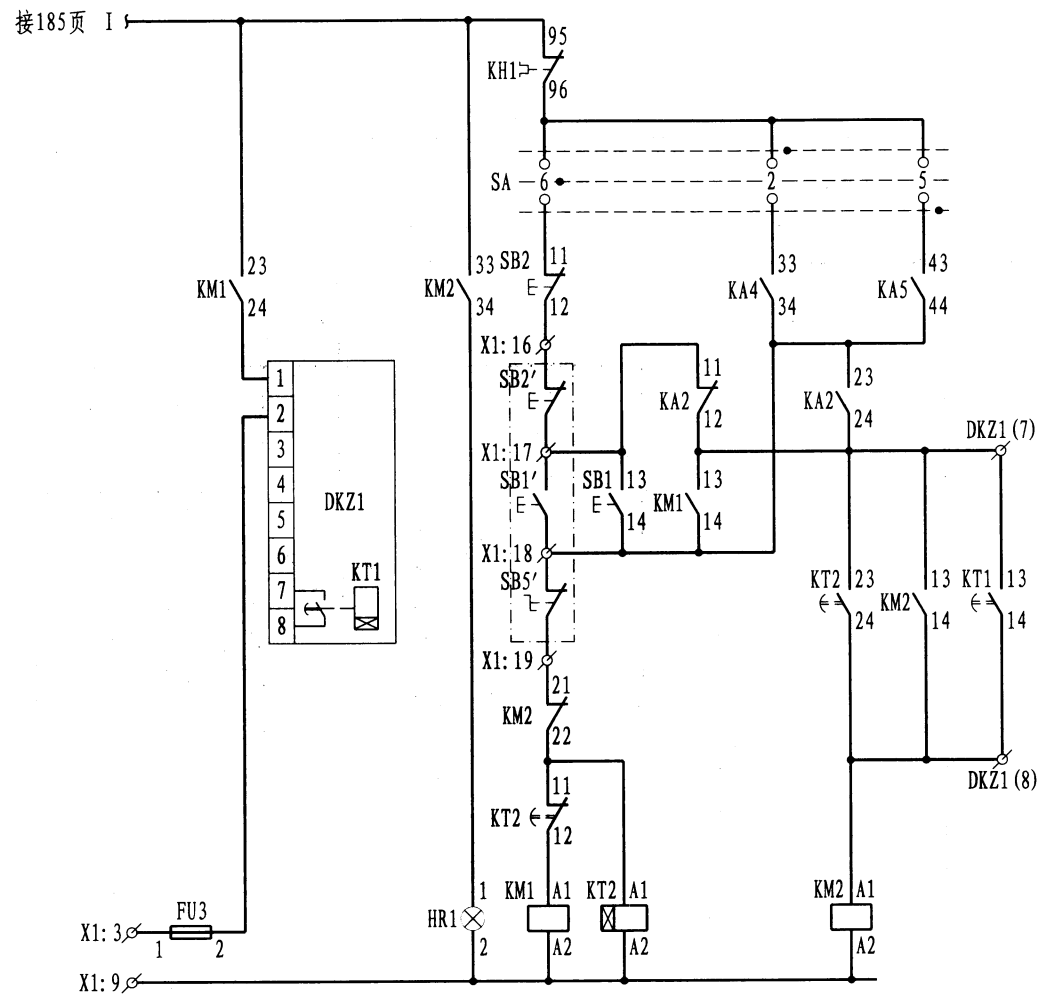 接185页 I
95
KH1
96
SA 6 2 5
SB2 11
12
KM1 23
24
KM2 33
34
KA4 33
34
KA5 43
44
X1:16
SB2′
KA2 11
12
KA2 23
24
X1:17
DKZ1(7)
SB1′
SB1 13
14
KM1 13
14
X1:18
SB5′
1
2
3
4
5
6
7
8
DKZ1
KT1
KT2 23
24
KM2 13
14
KT1 13
14
X1:19
KM2 21
22
DKZ1(8)
KT2 11
12
HR1 1
2
KM1 A1
A2
KT2 A1
A2
KM2 A1
A2
FU3
X1:3 1 2
X1:9